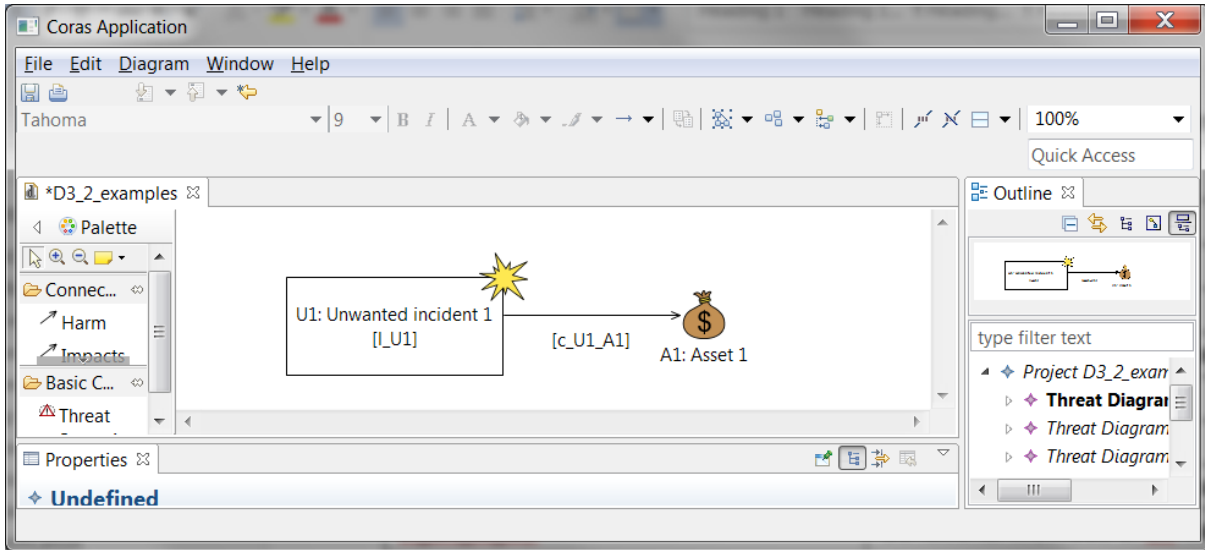 Coras Application
File Edit Diagram Window Help
Tahoma 9 B I A 100%
Quick Access
*D3_2_examples
Outline
Palette
Connec...
Harm
Impacts
Basic C...
Threat
U1: Unwanted incident 1
[l_U1]
[c_U1_A1]
$
A1: Asset 1
type filter text
Project D3_2_exam
Threat Diagrar
Threat Diagram
Threat Diagram
Properties
Undefined